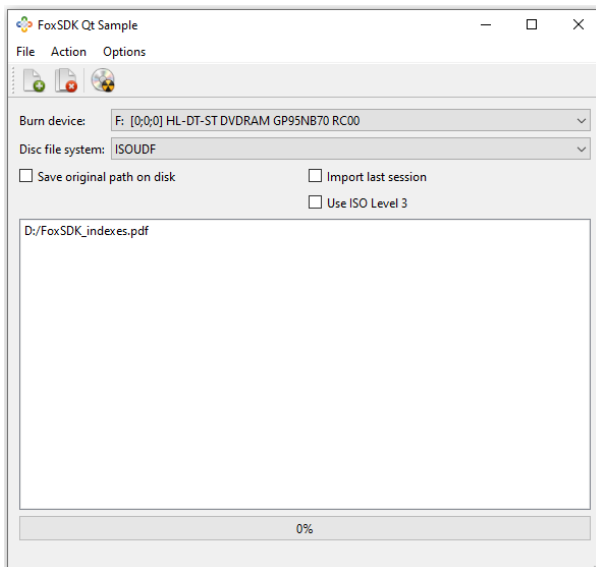 FoxSDK Qt Sample
File Action Options
Burn device: F: [0;0;0] HL-DT-ST DVDRAM GP95NB70 RC00
Disc file system: ISOUDF
Save original path on disk Import last session
Use ISO Level 3
D:/FoxSDK_indexes.pdf
0%